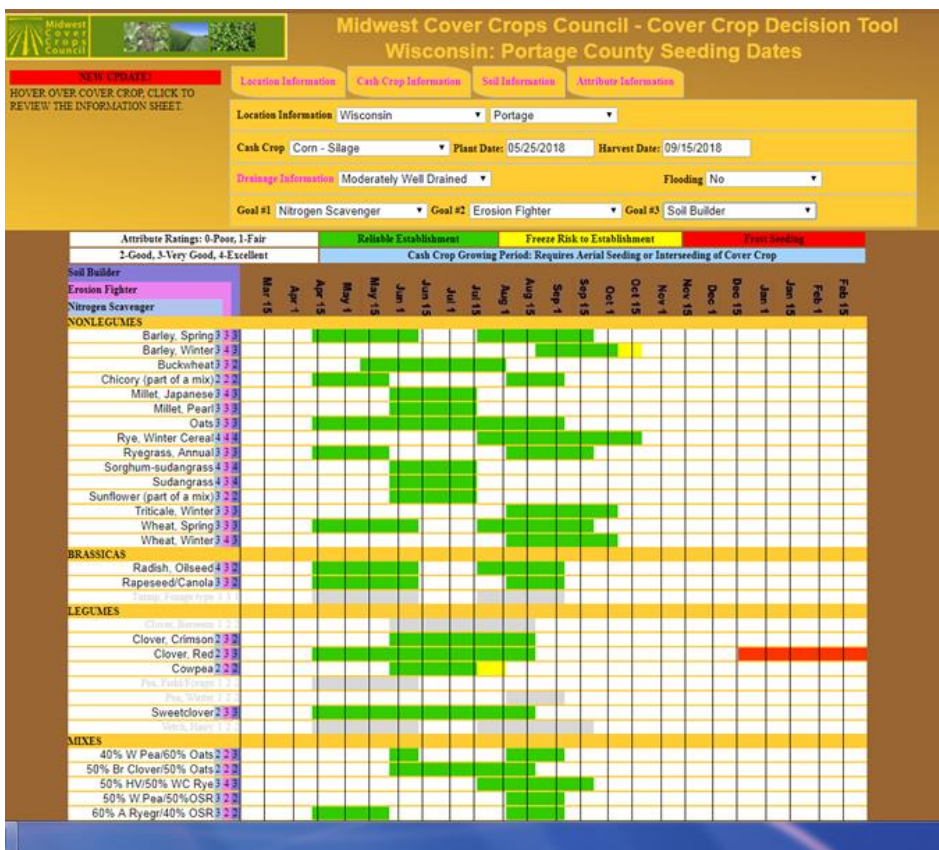 Midwest
Cover
Crops
Council
Midwest Cover Crops Council - Cover Crop Decision Tool
Wisconsin: Portage County Seeding Dates
NEW UPDATE!
HOVER OVER COVER CROP, CLICK TO
REVIEW THE INFORMATION SHEET.
Location Information Cash Crop Information Soil Information Attribute Information
Location Information Wisconsin Portage
Cash Crop Corn - Silage Plant Date: 05/25/2018 Harvest Date: 09/15/2018
Drainage Information Moderately Well Drained Flooding No
Goal #1 Nitrogen Scavenger Goal #2 Erosion Fighter Goal #3 Soil Builder
Attribute Ratings: 0-Poor, 1-Fair Reliable Establishment Freeze Risk to Establishment Frost Seeding
2-Good, 3-Very Good, 4-Excellent Cash Crop Growing Period: Requires Aerial Seeding or Interseeding of Cover Crop
Soil Builder
Erosion Fighter
Nitrogen Scavenger
Mar 15 Apr 1 Apr 15 May 1 May 15 Jun 1 Jun 15 Jul 1 Jul 15 Aug 1 Aug 15 Sep 1 Sep 15 Oct 1 Oct 15 Nov 1 Nov 15 Dec 1 Dec 15 Jan 1 Jan 15 Feb 1 Feb 15
NONLEGUMES
Barley, Spring 3 3 3
Barley, Winter 3 4 3
Buckwheat 3 3 2
Chicory (part of a mix) 2 2 2
Millet, Japanese 3 4 3
Millet, Pearl 3 3 3
Oats 3 3 3
Rye, Winter Cereal 4 4 4
Ryegrass, Annual 3 3 3
Sorghum-sudangrass 4 3 4
Sudangrass 4 3 4
Sunflower (part of a mix) 3 2 2
Triticale, Winter 3 3 3
Wheat, Spring 3 3 3
Wheat, Winter 3 4 3
BRASSICAS
Radish, Oilseed 4 3 2
Rapeseed/Canola 3 3 2
Turnip, Forage type
LEGUMES
Clover, Berseem
Clover, Crimson 2 3 2
Clover, Red 2 3 3
Cowpea 2 2 2
Pea, Field/Forage 1 2 2
Pea, Winter
Sweetclover 2 3 3
Vetch, Hairy
MIXES
40% W Pea/60% Oats 2 2 3
50% Br Clover/50% Oats 2 2 2
50% HV/50% WC Rye 3 4 3
50% W.Pea/50%OSR 3 2 2
60% A Ryegr/40% OSR 3 2 2